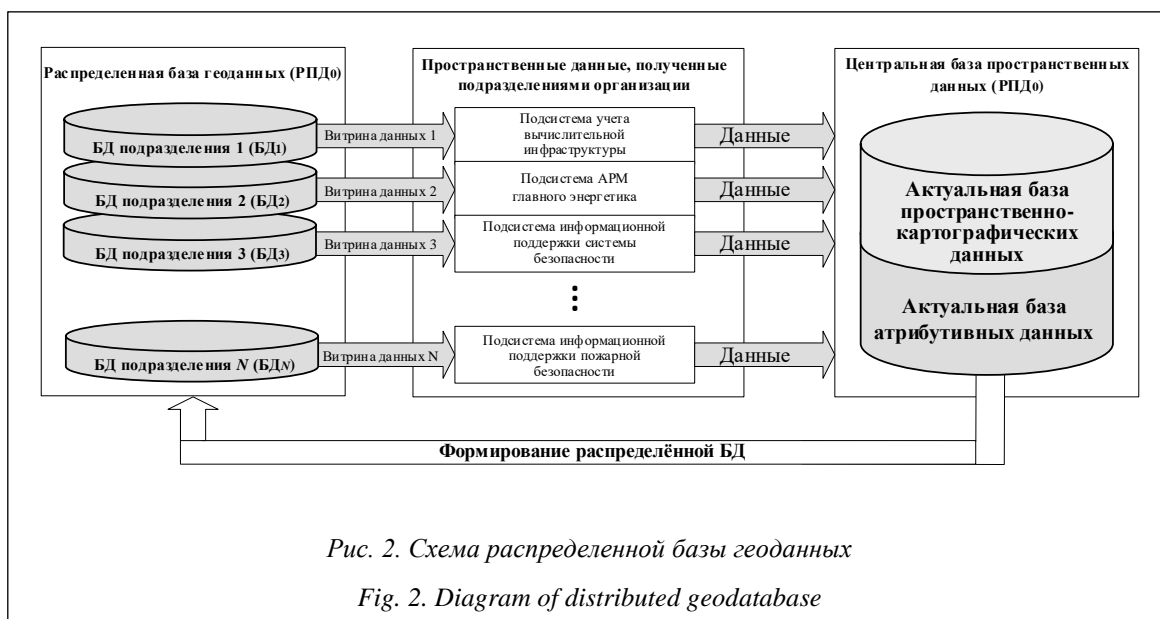 Распределенная база геоданных (РПД0)
БД подразделения 1 (БД1)
БД подразделения 2 (БД2)
БД подразделения 3 (БД3)
БД подразделения N (БДN)
Витрина данных 1
Витрина данных 2
Витрина данных 3
Витрина данных N
Пространственные данные, полученные
подразделениями организации
Подсистема учета
вычислительной
инфраструктуры
Подсистема АРМ
главного энергетика
Подсистема информационной
поддержки системы
безопасности
⋮
Подсистема информационной
поддержки пожарной
безопасности
Данные
Данные
Данные
Данные
Центральная база пространственных
данных (РПД0)
Актуальная база
пространственно-
картографических
данных
Актуальная база
атрибутивных данных
Формирование распределённой БД
Рис. 2. Схема распределенной базы геоданных
Fig. 2. Diagram of distributed geodatabase